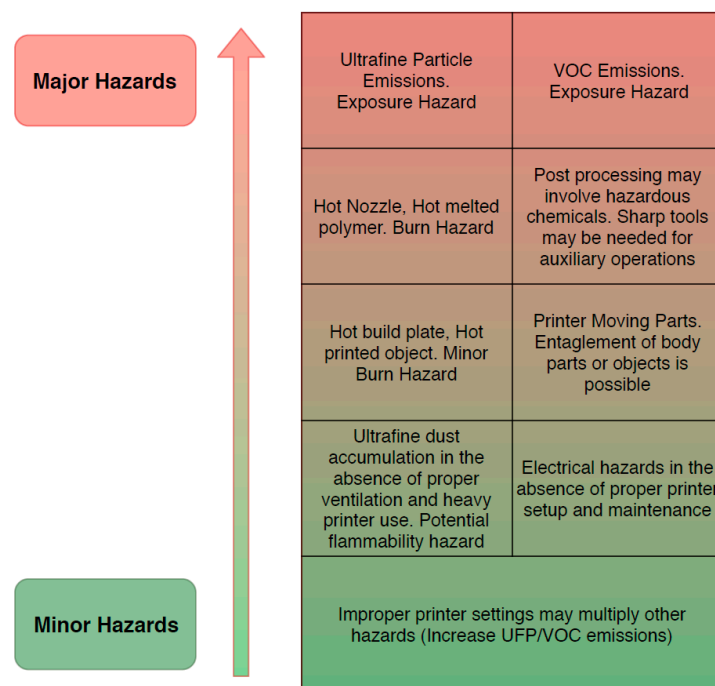 Major Hazards
Ultrafine Particle
Emissions.
Exposure Hazard
VOC Emissions.
Exposure Hazard
Hot Nozzle, Hot melted
polymer. Burn Hazard
Post processing may
involve hazardous
chemicals. Sharp tools
may be needed for
auxiliary operations
Hot build plate, Hot
printed object. Minor
Burn Hazard
Printer Moving Parts.
Entaglement of body
parts or objects is
possible
Ultrafine dust
accumulation in the
absence of proper
ventilation and heavy
printer use. Potential
flammability hazard
Electrical hazards in the
absence of proper printer
setup and maintenance
Minor Hazards
Improper printer settings may multiply other
hazards (Increase UFP/VOC emissions)